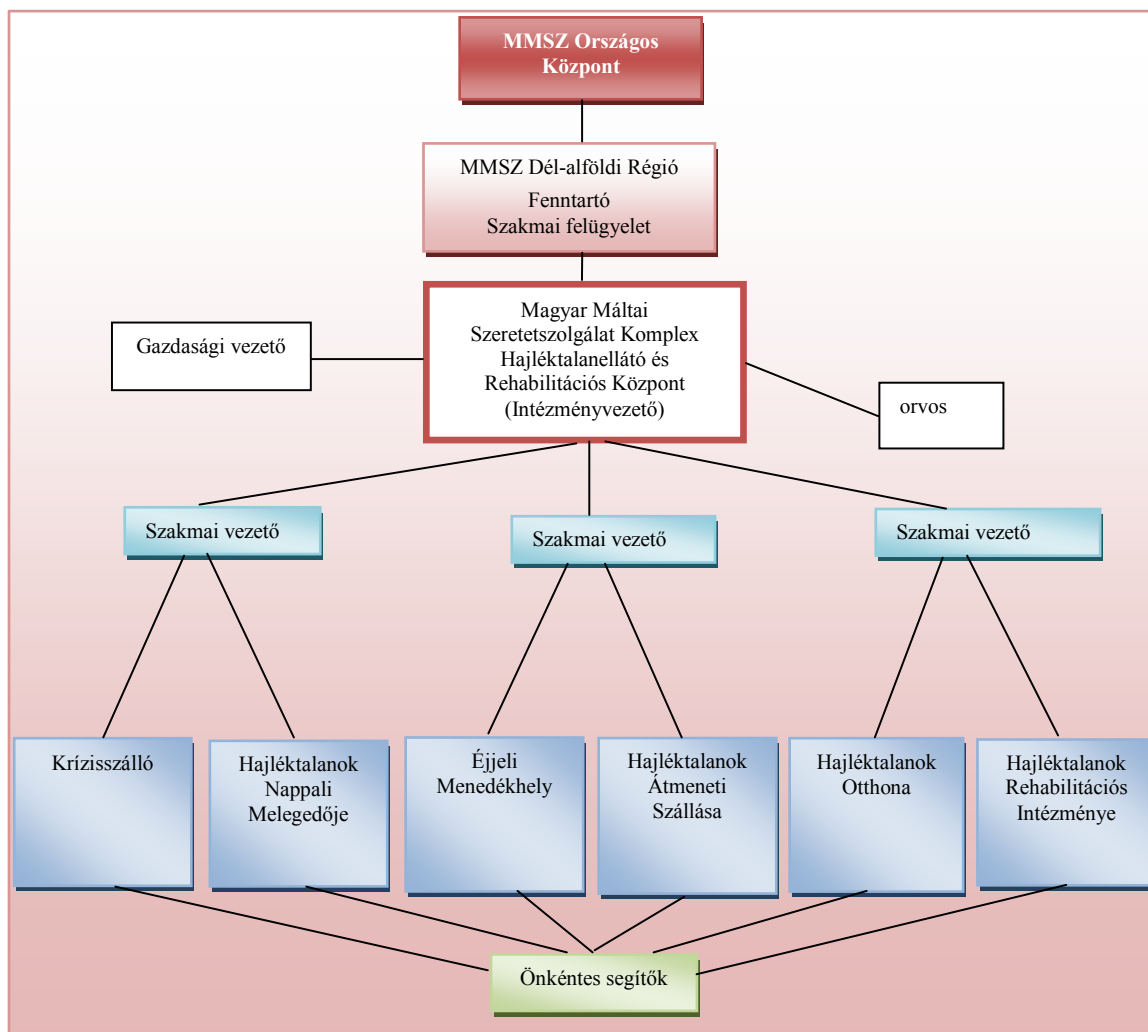 MMSZ Országos
Központ
MMSZ Dél-alföldi Régió
Fenntartó
Szakmai felügyelet
Magyar Máltai
Szeretetszolgálat Komplex
Hajléktalanellátó és
Rehabilitációs Központ
(Intézményvezető)
Gazdasági vezető
orvos
Szakmai vezető
Szakmai vezető
Szakmai vezető
Krízisszálló
Hajléktalanok
Nappali
Melegedője
Éjjeli
Menedékhely
Hajléktalanok
Átmeneti
Szállása
Hajléktalanok
Otthona
Hajléktalanok
Rehabilitációs
Intézménye
Önkéntes segítők